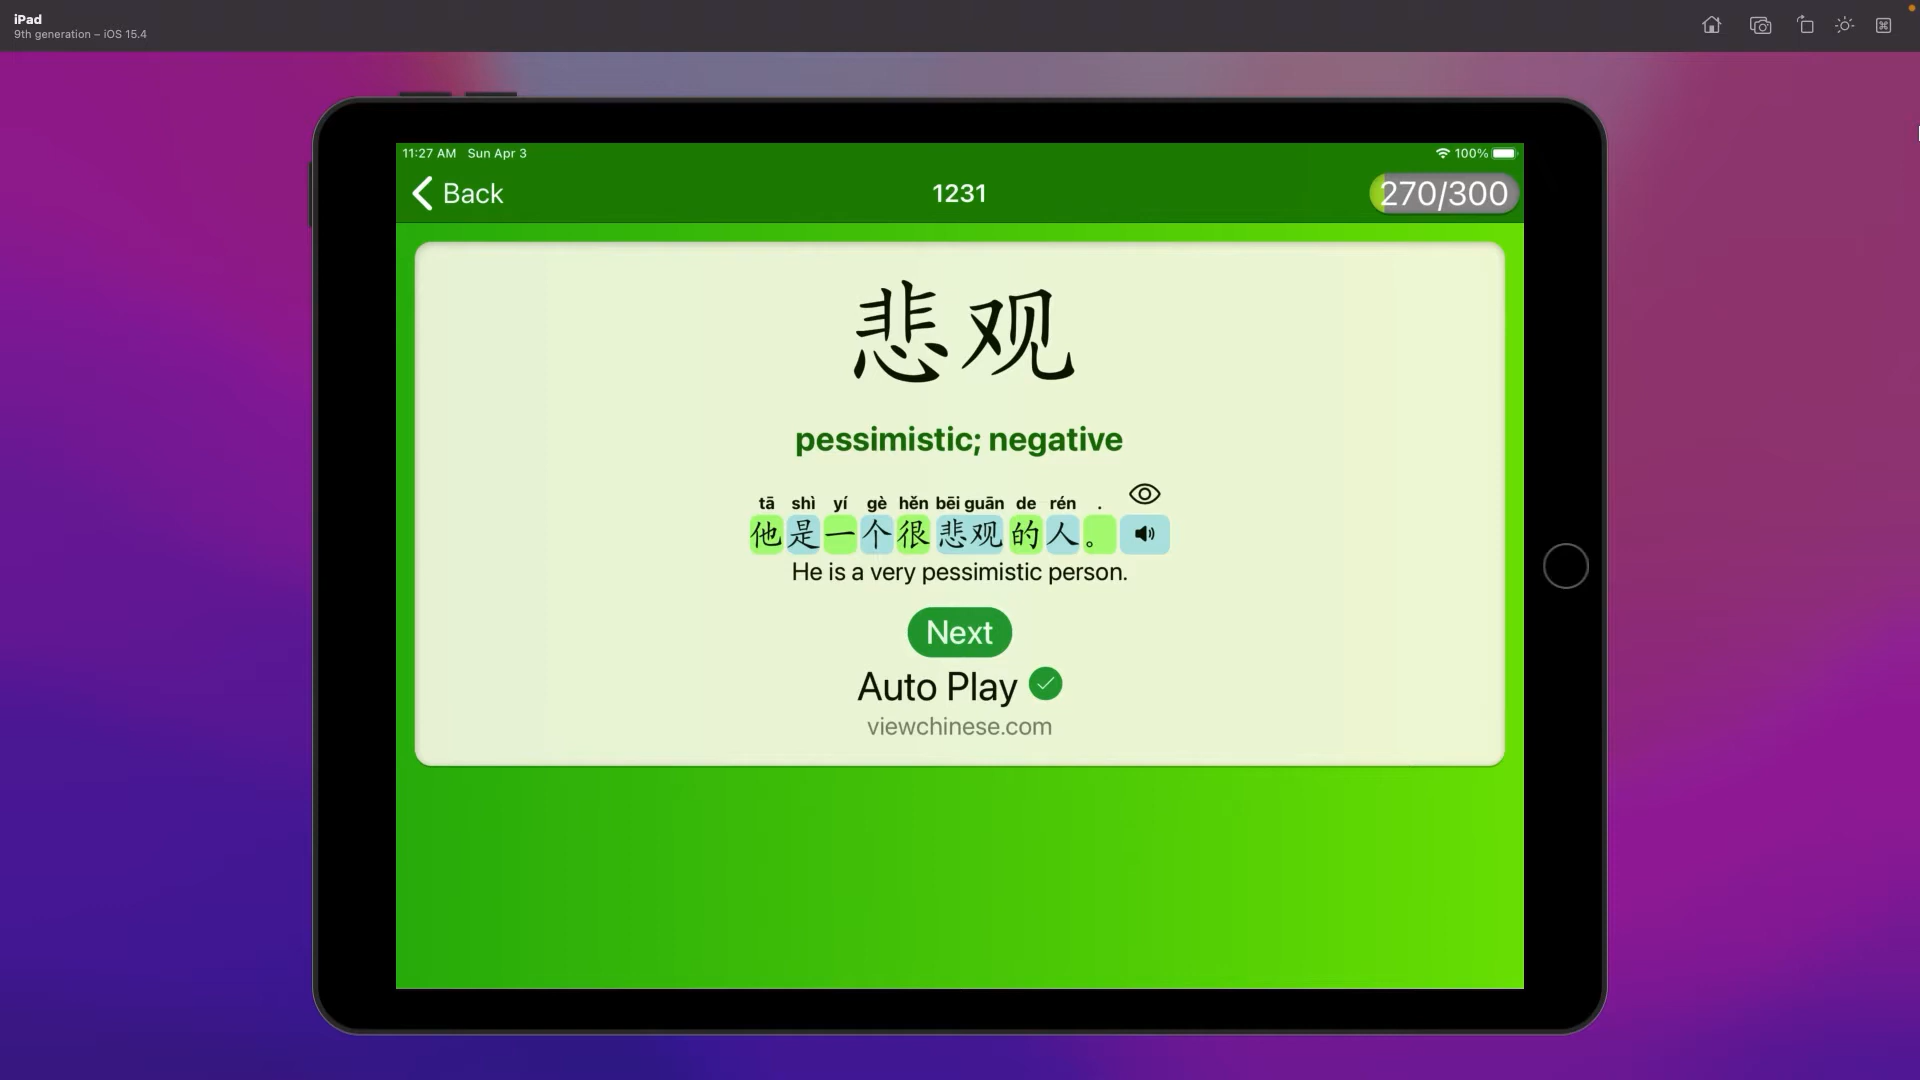 iPad
9th generation – iOS 15.4
11:27 AM Sun Apr 3
100%
Back
1231
270/300
悲观
pessimistic; negative
tā shì yí gè hěn bēi guān de rén .
他是一个很悲观的人。
He is a very pessimistic person.
Next
Auto Play
viewchinese.com